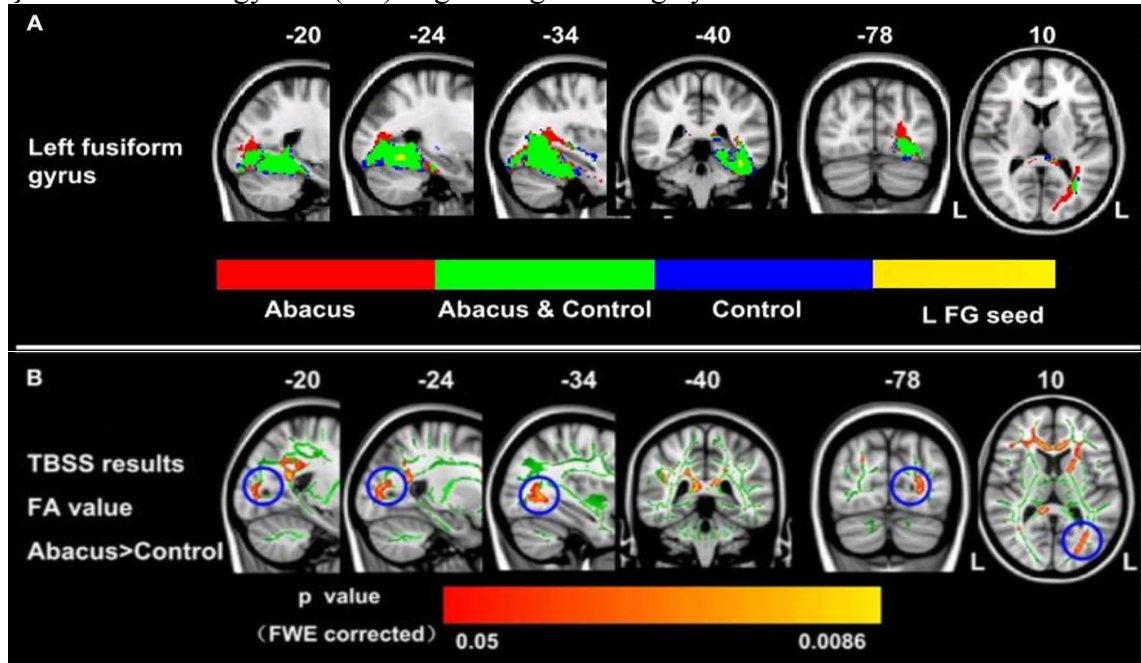 A
-20 -24 -34 -40 -78 10
Left fusiform
gyrus
L L
Abacus Abacus & Control Control L FG seed
B
-20 -24 -34 -40 -78 10
TBSS results
FA value
Abacus>Control
L L
p value
（FWE corrected）
0.05 0.0086